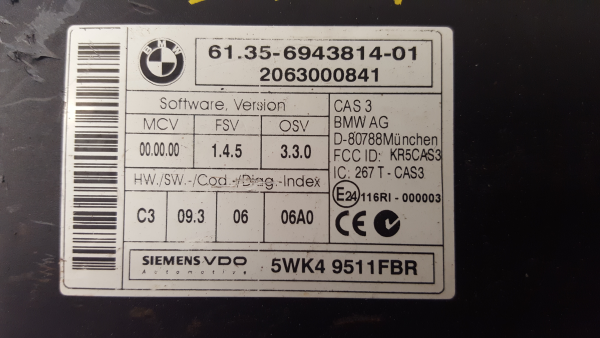 BMW
61.35-6943814-01
2063000841
Software, Version
MCV FSV OSV
00.00.00 1.4.5 3.3.0
HW./SW.-/Cod.-/Diag.-Index
C3 09.3 06 06A0
CAS 3
BMW AG
D-80788München
FCC ID: KR5CAS3
IC: 267 T - CAS3
E24 116RI - 000003
CE
SIEMENS VDO
Automotive
5WK4 9511FBR